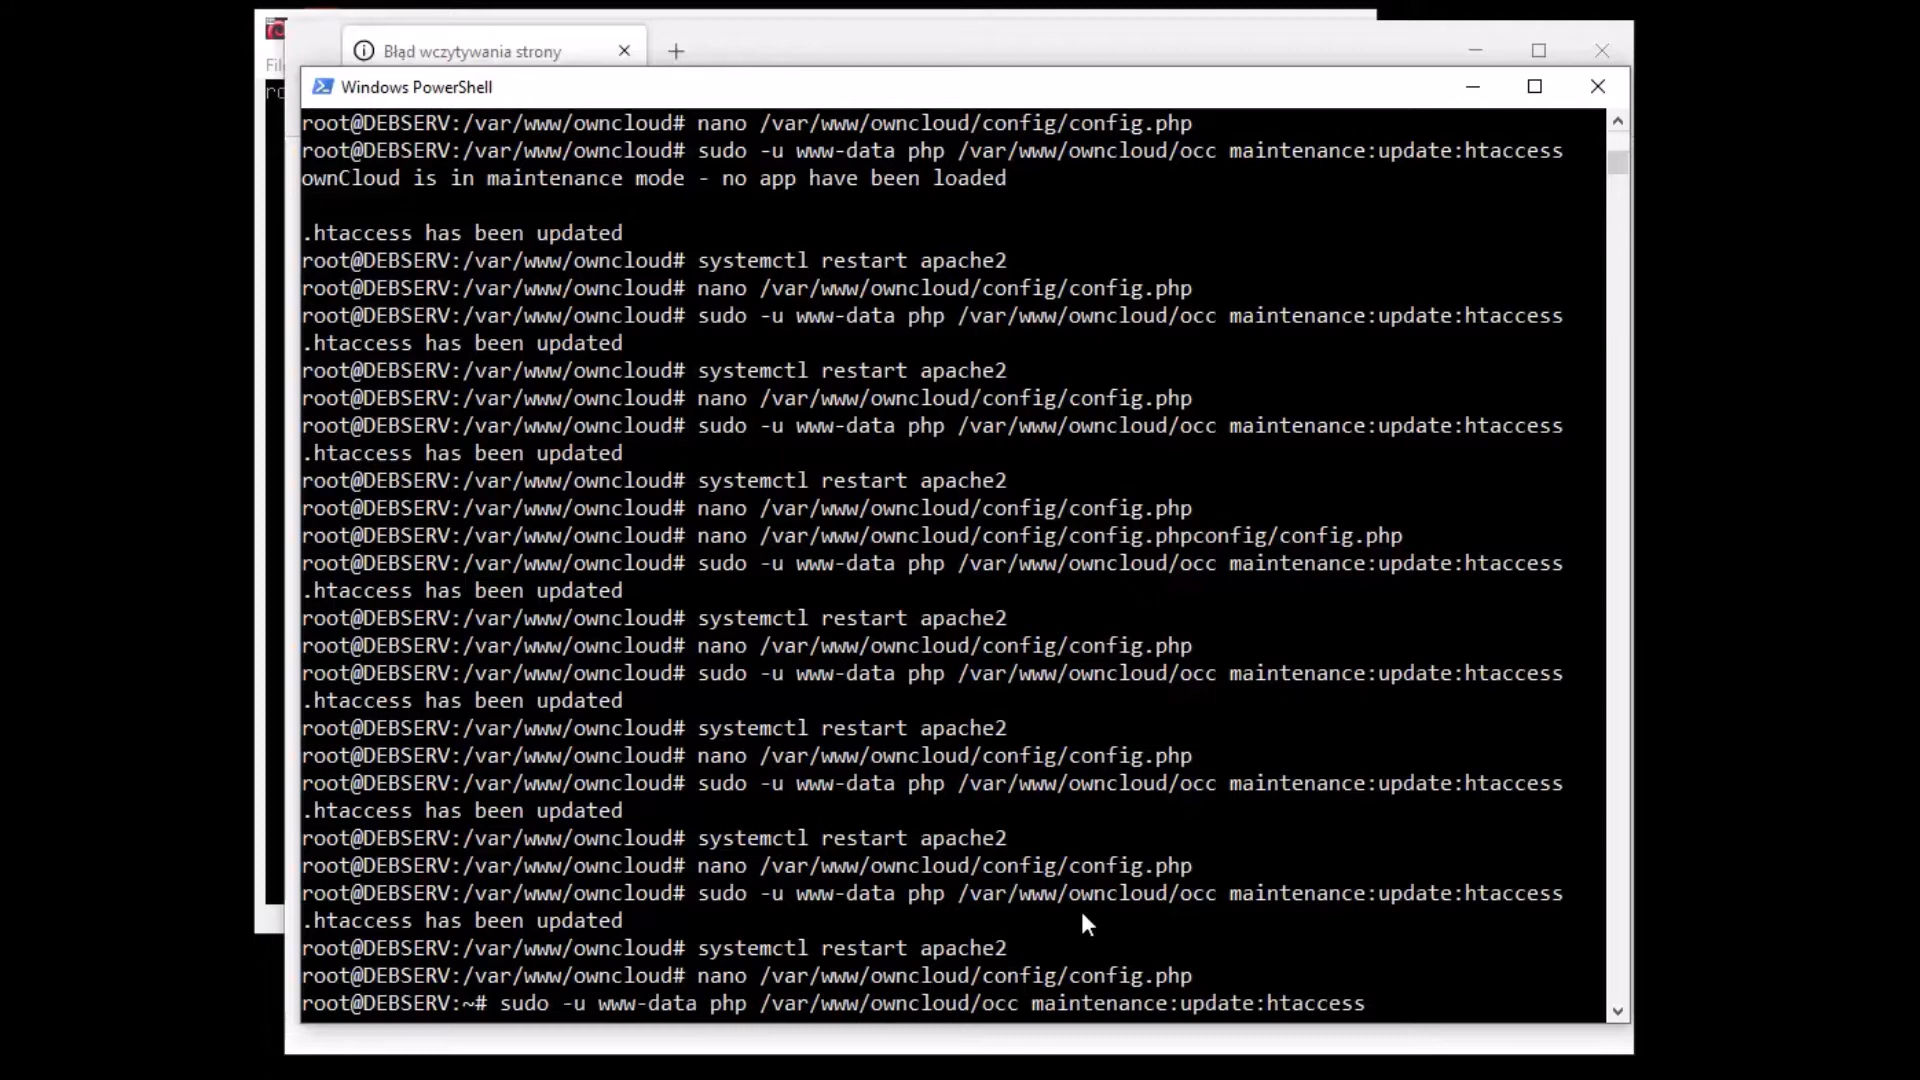 Błąd wczytywania strony
Fil
Windows PowerShell
ro
root@DEBSERV:/var/www/owncloud# nano /var/www/owncloud/config/config.php
root@DEBSERV:/var/www/owncloud# sudo -u www-data php /var/www/owncloud/occ maintenance:update:htaccess
ownCloud is in maintenance mode - no app have been loaded
.htaccess has been updated
root@DEBSERV:/var/www/owncloud# systemctl restart apache2
root@DEBSERV:/var/www/owncloud# nano /var/www/owncloud/config/config.php
root@DEBSERV:/var/www/owncloud# sudo -u www-data php /var/www/owncloud/occ maintenance:update:htaccess
.htaccess has been updated
root@DEBSERV:/var/www/owncloud# systemctl restart apache2
root@DEBSERV:/var/www/owncloud# nano /var/www/owncloud/config/config.php
root@DEBSERV:/var/www/owncloud# sudo -u www-data php /var/www/owncloud/occ maintenance:update:htaccess
.htaccess has been updated
root@DEBSERV:/var/www/owncloud# systemctl restart apache2
root@DEBSERV:/var/www/owncloud# nano /var/www/owncloud/config/config.php
root@DEBSERV:/var/www/owncloud# nano /var/www/owncloud/config/config.phpconfig/config.php
root@DEBSERV:/var/www/owncloud# sudo -u www-data php /var/www/owncloud/occ maintenance:update:htaccess
.htaccess has been updated
root@DEBSERV:/var/www/owncloud# systemctl restart apache2
root@DEBSERV:/var/www/owncloud# nano /var/www/owncloud/config/config.php
root@DEBSERV:/var/www/owncloud# sudo -u www-data php /var/www/owncloud/occ maintenance:update:htaccess
.htaccess has been updated
root@DEBSERV:/var/www/owncloud# systemctl restart apache2
root@DEBSERV:/var/www/owncloud# nano /var/www/owncloud/config/config.php
root@DEBSERV:/var/www/owncloud# sudo -u www-data php /var/www/owncloud/occ maintenance:update:htaccess
.htaccess has been updated
root@DEBSERV:/var/www/owncloud# systemctl restart apache2
root@DEBSERV:/var/www/owncloud# nano /var/www/owncloud/config/config.php
root@DEBSERV:/var/www/owncloud# sudo -u www-data php /var/www/owncloud/occ maintenance:update:htaccess
.htaccess has been updated
root@DEBSERV:/var/www/owncloud# systemctl restart apache2
root@DEBSERV:/var/www/owncloud# nano /var/www/owncloud/config/config.php
root@DEBSERV:~# sudo -u www-data php /var/www/owncloud/occ maintenance:update:htaccess